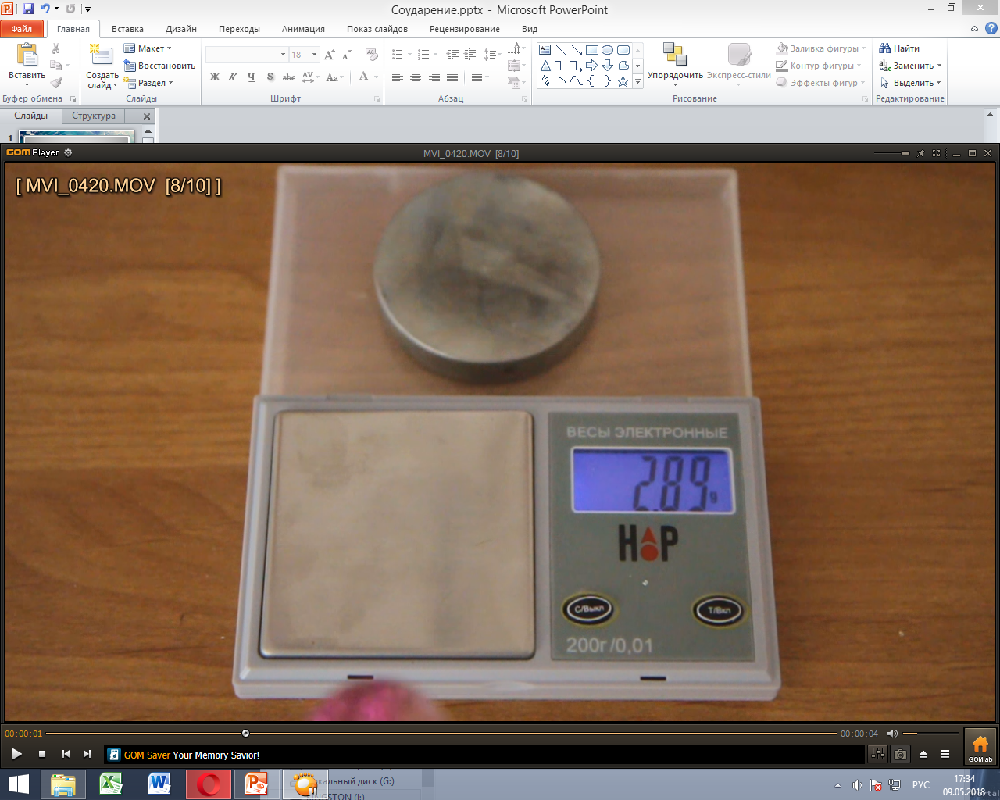 Соударение.pptx - Microsoft PowerPoint
Файл Главная Вставка Дизайн Переходы Анимация Показ слайдов Рецензирование Вид
Вставить
Буфер обмена
Создать слайд
Макет
Восстановить
Раздел
Слайды
18
Ж К Ч S abc AV Aa А
Шрифт
Абзац
Упорядочить
Экспресс-стили
Заливка фигуры
Контур фигуры
Эффекты фигур
Рисование
Найти
Заменить
Выделить
Редактирование
Слайды Структура
1
GOM Player MVI_0420.MOV [8/10]
[ MVI_0420.MOV [8/10] ]
ВЕСЫ ЭЛЕКТРОННЫЕ
2.89 g
С/Выкл Т/Вкл
200г/0,01
00:00:01 00:00:04
GOM Saver Your Memory Savior!
GOMlab
кальный диск (G:)
РУС
17:34
09.05.2018